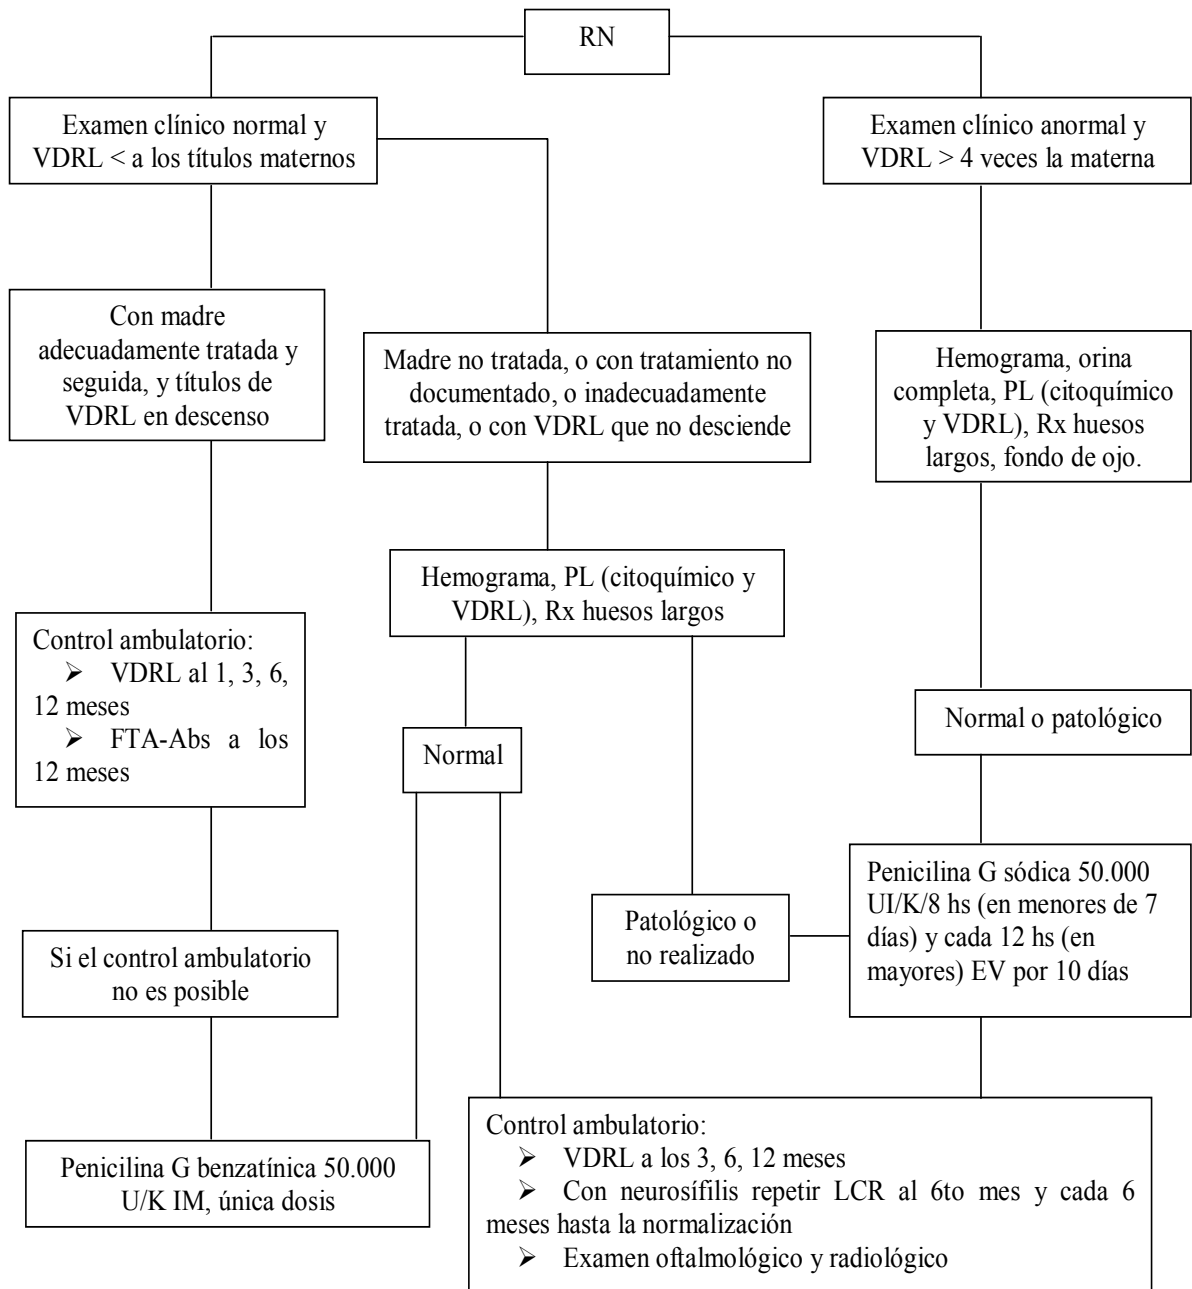 RN
Examen clínico normal y
VDRL < a los títulos maternos
Examen clínico anormal y
VDRL > 4 veces la materna
Con madre
adecuadamente tratada y
seguida, y títulos de
VDRL en descenso
Madre no tratada, o con tratamiento no
documentado, o inadecuadamente
tratada, o con VDRL que no desciende
Hemograma, orina
completa, PL (citoquímico
y VDRL), Rx huesos
largos, fondo de ojo.
Hemograma, PL (citoquímico y
VDRL), Rx huesos largos
Control ambulatorio:
➢ VDRL al 1, 3, 6,
12 meses
➢ FTA-Abs a los
12 meses
Normal
Normal o patológico
Patológico o
no realizado
Penicilina G sódica 50.000
UI/K/8 hs (en menores de 7
días) y cada 12 hs (en
mayores) EV por 10 días
Si el control ambulatorio
no es posible
Penicilina G benzatínica 50.000
U/K IM, única dosis
Control ambulatorio:
➢ VDRL a los 3, 6, 12 meses
➢ Con neurosífilis repetir LCR al 6to mes y cada 6
meses hasta la normalización
➢ Examen oftalmológico y radiológico